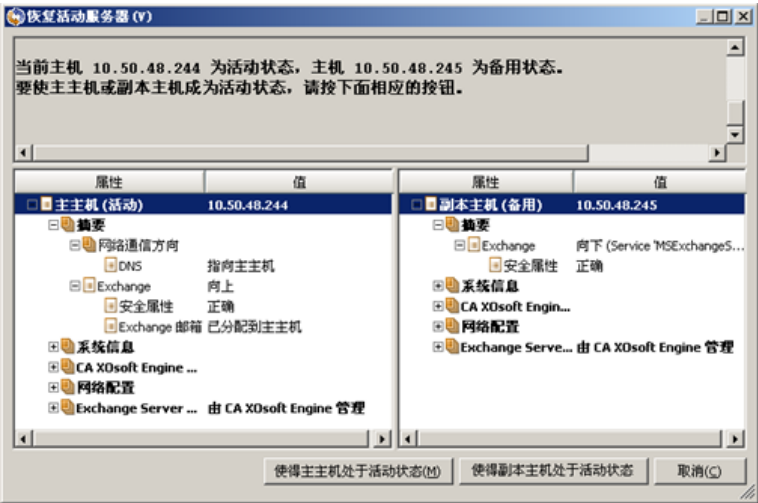 恢复活动服务器(V)
当前主机 10.50.48.244 为活动状态，主机 10.50.48.245 为备用状态。
要使主主机或副本主机成为活动状态，请按下面相应的按钮。
属性 值
主主机(活动) 10.50.48.244
摘要
网络通信方向
DNS 指向主主机
Exchange 向上
安全属性 正确
Exchange 邮箱 已分配到主主机
系统信息
CA XOsoft Engine ...
网络配置
Exchange Server ... 由 CA XOsoft Engine 管理
属性 值
副本主机(备用) 10.50.48.245
摘要
Exchange 向下 (Service 'MSExchangeS...
安全属性 正确
系统信息
CA XOsoft Engin...
网络配置
Exchange Serve... 由 CA XOsoft Engine 管理
使得主主机处于活动状态(M) 使得副本主机处于活动状态 取消(C)